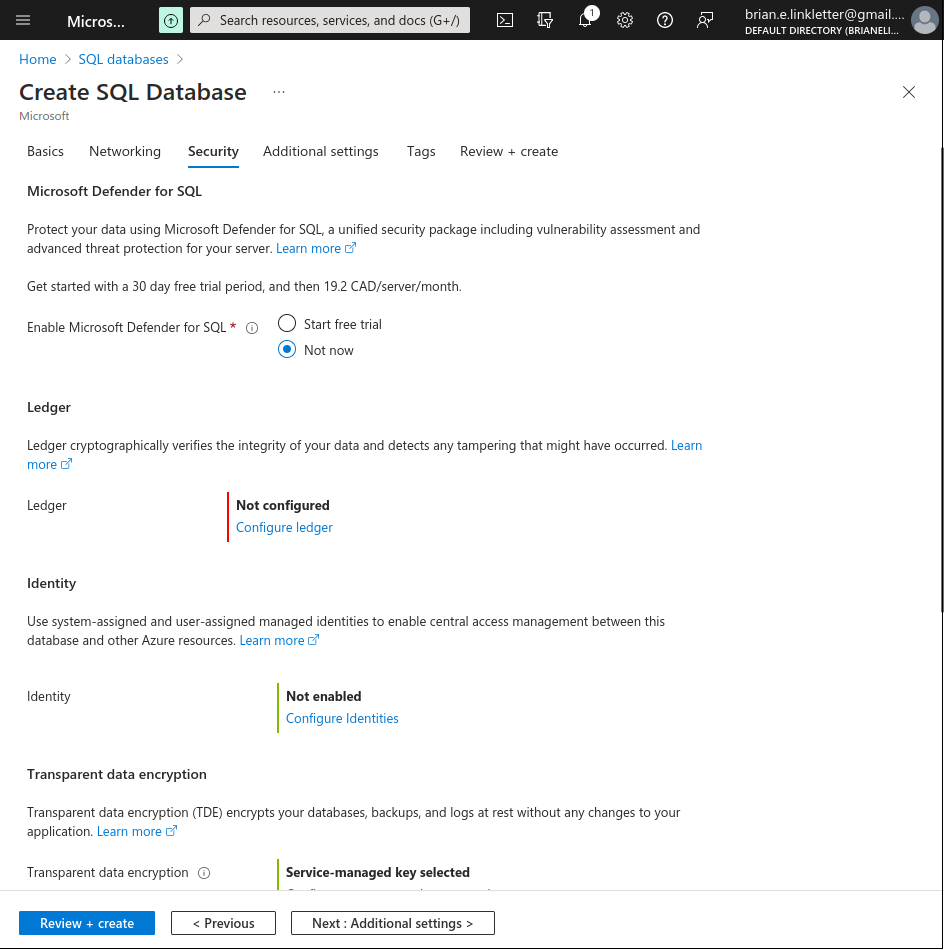 Micros...
Search resources, services, and docs (G+/)
1
brian.e.linkletter@gmail....
DEFAULT DIRECTORY (BRIANELI...
Home > SQL databases >
Create SQL Database ...
Microsoft
Basics Networking Security Additional settings Tags Review + create
Microsoft Defender for SQL
Protect your data using Microsoft Defender for SQL, a unified security package including vulnerability assessment and
advanced threat protection for your server. Learn more
Get started with a 30 day free trial period, and then 19.2 CAD/server/month.
Enable Microsoft Defender for SQL *
Start free trial
Not now
Ledger
Ledger cryptographically verifies the integrity of your data and detects any tampering that might have occurred. Learn
more
Ledger
Not configured
Configure ledger
Identity
Use system-assigned and user-assigned managed identities to enable central access management between this
database and other Azure resources. Learn more
Identity
Not enabled
Configure Identities
Transparent data encryption
Transparent data encryption (TDE) encrypts your databases, backups, and logs at rest without any changes to your
application. Learn more
Transparent data encryption
Service-managed key selected
Review + create
< Previous
Next : Additional settings >